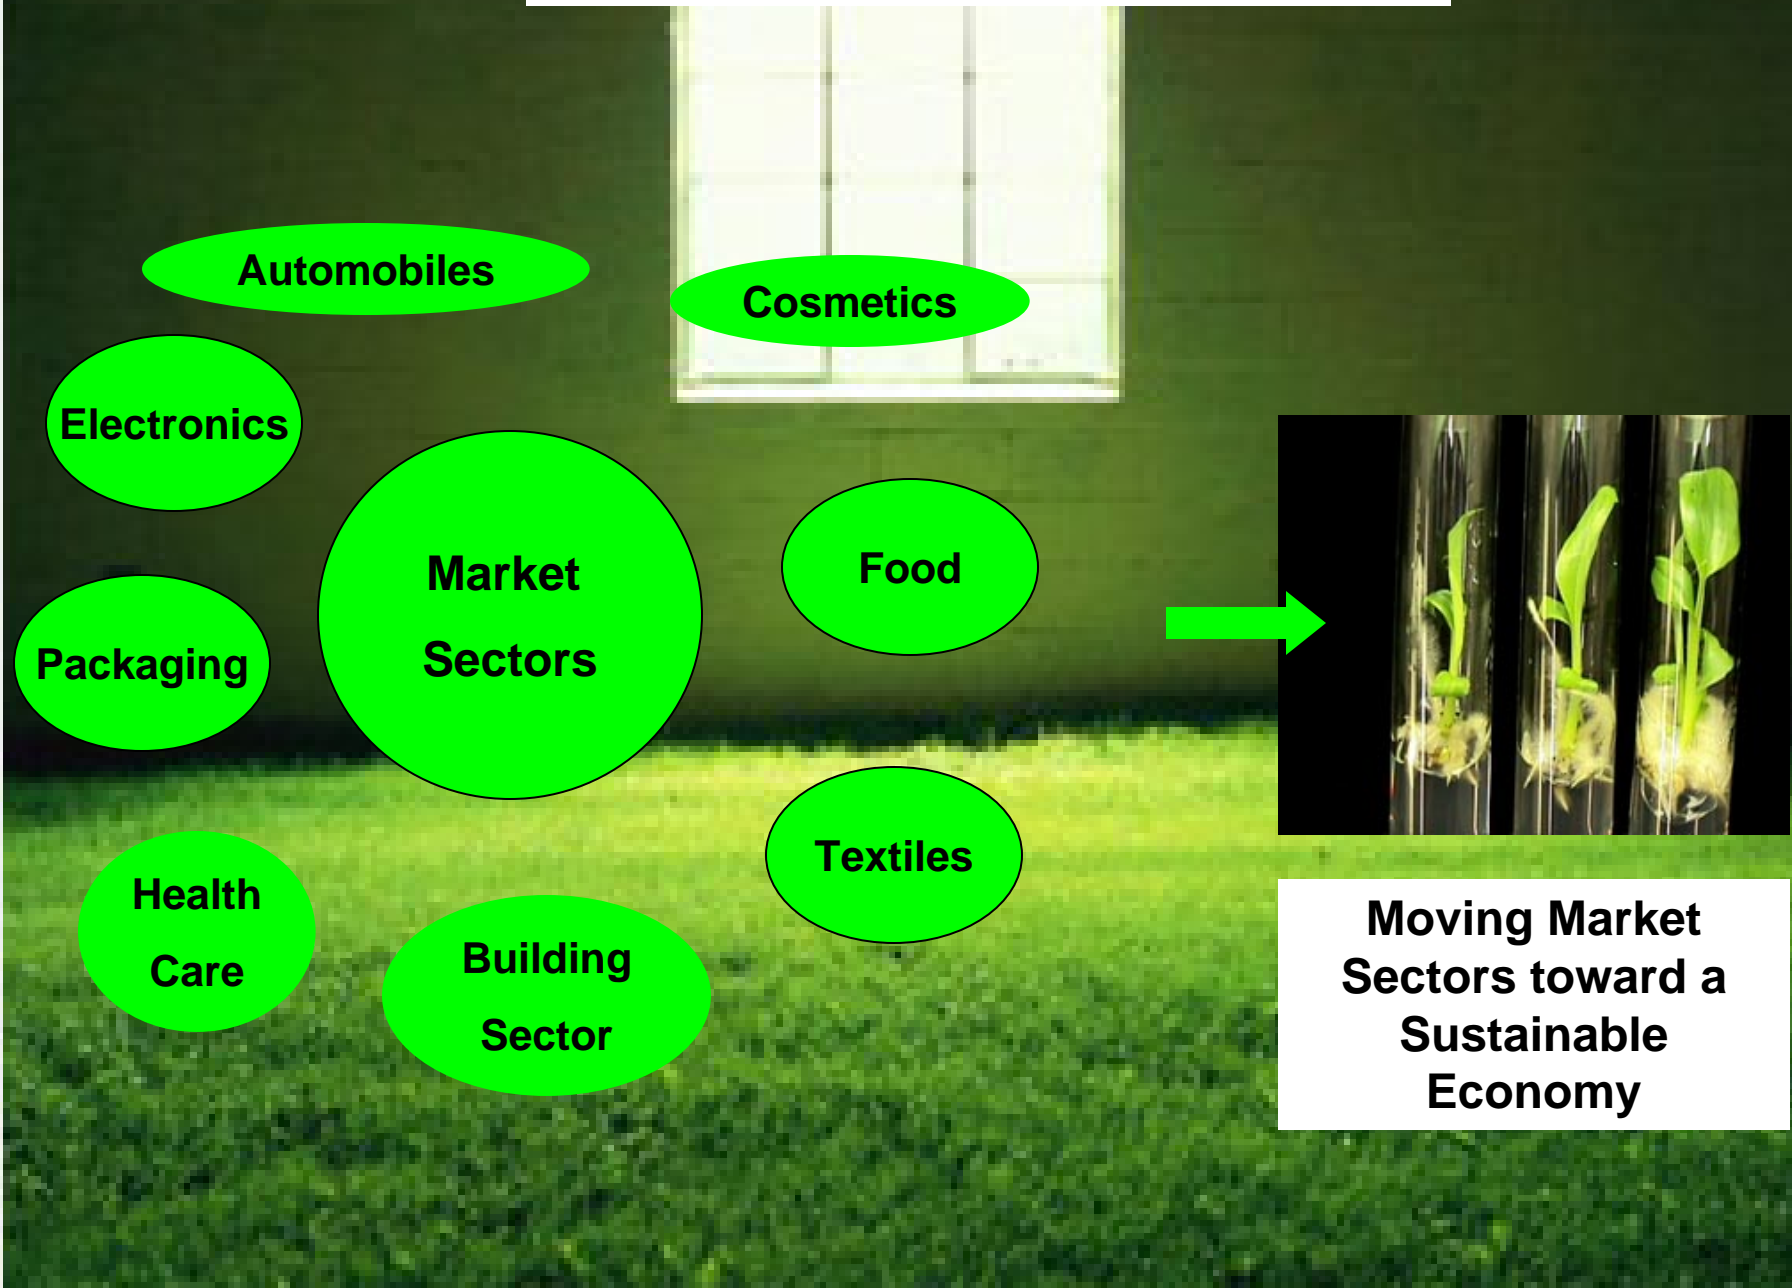 Automobiles
Cosmetics
Electronics
Market
Sectors
Food
Packaging
Textiles
Health
Care
Building
Sector
Moving Market
Sectors toward a
Sustainable
Economy